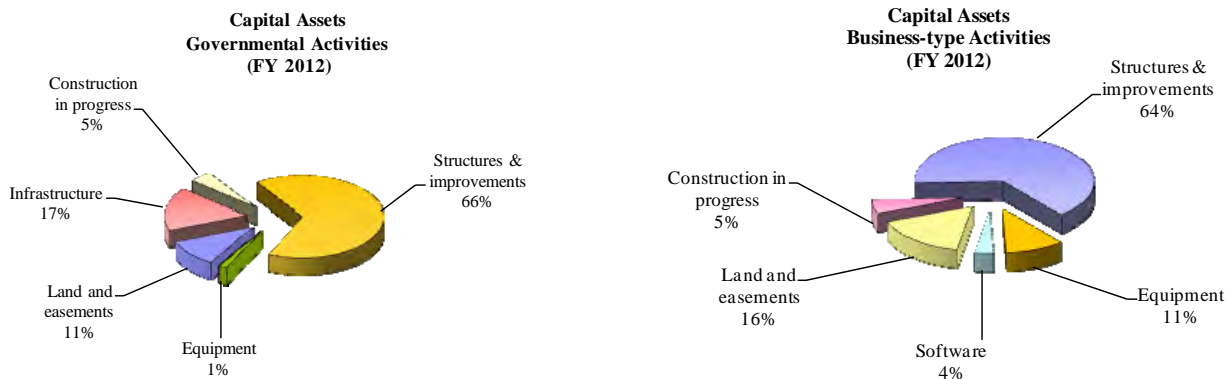 Capital Assets
Governmental Activities
(FY 2012)
Construction
in progress
5%
Structures &
improvements
66%
Infrastructure
17%
Land and
easements
11%
Equipment
1%
Capital Assets
Business-type Activities
(FY 2012)
Structures &
improvements
64%
Construction in
progress
5%
Land and
easements
16%
Equipment
11%
Software
4%